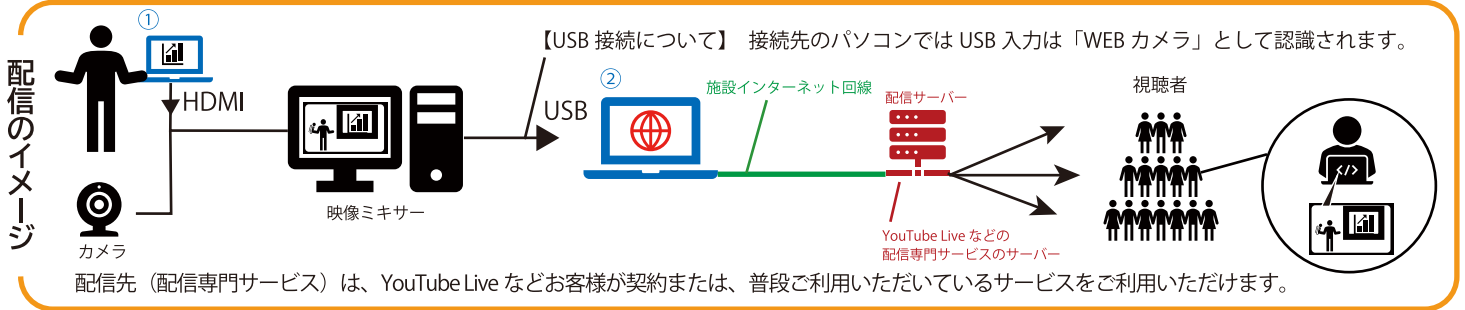 配信のイメージ
①
HDMI
カメラ
映像ミキサー
【USB 接続について】 接続先のパソコンでは USB 入力は「WEB カメラ」として認識されます。
USB
②
施設インターネット回線
配信サーバー
YouTube Live などの
配信専門サービスのサーバー
視聴者
</>
配信先（配信専門サービス）は、YouTube Live などお客様が契約または、普段ご利用いただいているサービスをご利用いただけます。